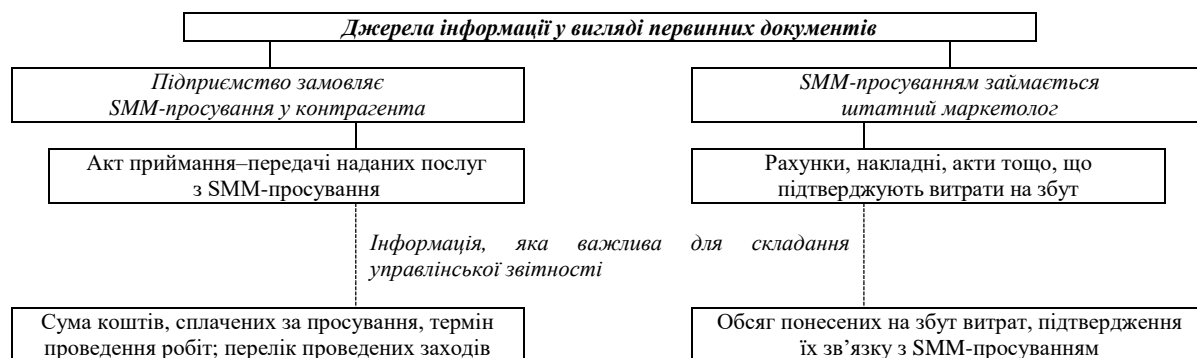 Джерела інформації у вигляді первинних документів
Підприємство замовляє
SMM-просування у контрагента
SMM-просуванням займається
штатний маркетолог
Акт приймання–передачі наданих послуг
з SMM-просування
Рахунки, накладні, акти тощо, що
підтверджують витрати на збут
Інформація, яка важлива для складання
управлінської звітності
Сума коштів, сплачених за просування, термін
проведення робіт; перелік проведених заходів
Обсяг понесених на збут витрат, підтвердження
їх зв’язку з SMM-просуванням